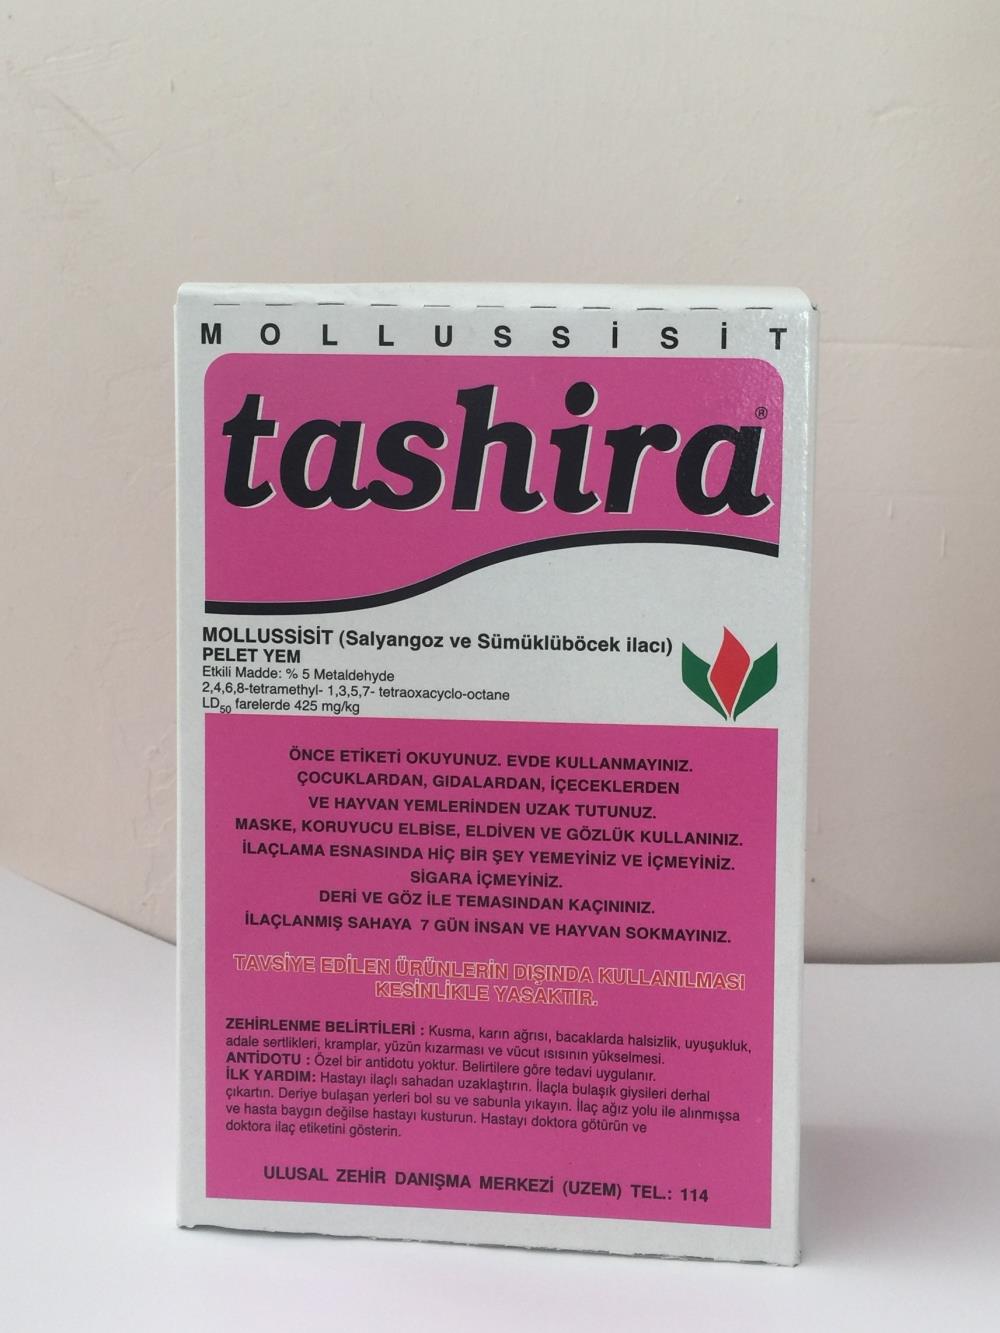 MOLLUSSİSİT
tashira®
MOLLUSSİSİT (Salyangoz ve Sümüklüböcek ilacı)
PELET YEM
Etkili Madde: % 5 Metaldehyde
2,4,6,8-tetramethyl- 1,3,5,7- tetraoxacyclo-octane
LD50 farelerde 425 mg/kg
ÖNCE ETİKETİ OKUYUNUZ. EVDE KULLANMAYINIZ.
ÇOCUKLARDAN, GIDALARDAN, İÇECEKLERDEN
VE HAYVAN YEMLERİNDEN UZAK TUTUNUZ.
MASKE, KORUYUCU ELBİSE, ELDİVEN VE GÖZLÜK KULLANINIZ.
İLAÇLAMA ESNASINDA HİÇ BİR ŞEY YEMEYİNİZ VE İÇMEYİNİZ.
SİGARA İÇMEYİNİZ.
DERİ VE GÖZ İLE TEMASINDAN KAÇININIZ.
İLAÇLANMIŞ SAHAYA 7 GÜN İNSAN VE HAYVAN SOKMAYINIZ.
TAVSİYE EDİLEN ÜRÜNLERİN DIŞINDA KULLANILMASI
KESİNLİKLE YASAKTIR.
ZEHİRLENME BELİRTİLERİ : Kusma, karın ağrısı, bacaklarda halsizlik, uyuşukluk,
adale sertlikleri, kramplar, yüzün kızarması ve vücut ısısının yükselmesi.
ANTİDOTU : Özel bir antidotu yoktur. Belirtilere göre tedavi uygulanır.
İLK YARDIM: Hastayı ilaçlı sahadan uzaklaştırın. İlaçla bulaşık giysileri derhal
çıkartın. Deriye bulaşan yerleri bol su ve sabunla yıkayın. İlaç ağız yolu ile alınmışsa
ve hasta baygın değilse hastayı kusturun. Hastayı doktora götürün ve
doktora ilaç etiketini gösterin.
ULUSAL ZEHİR DANIŞMA MERKEZİ (UZEM) TEL.: 114